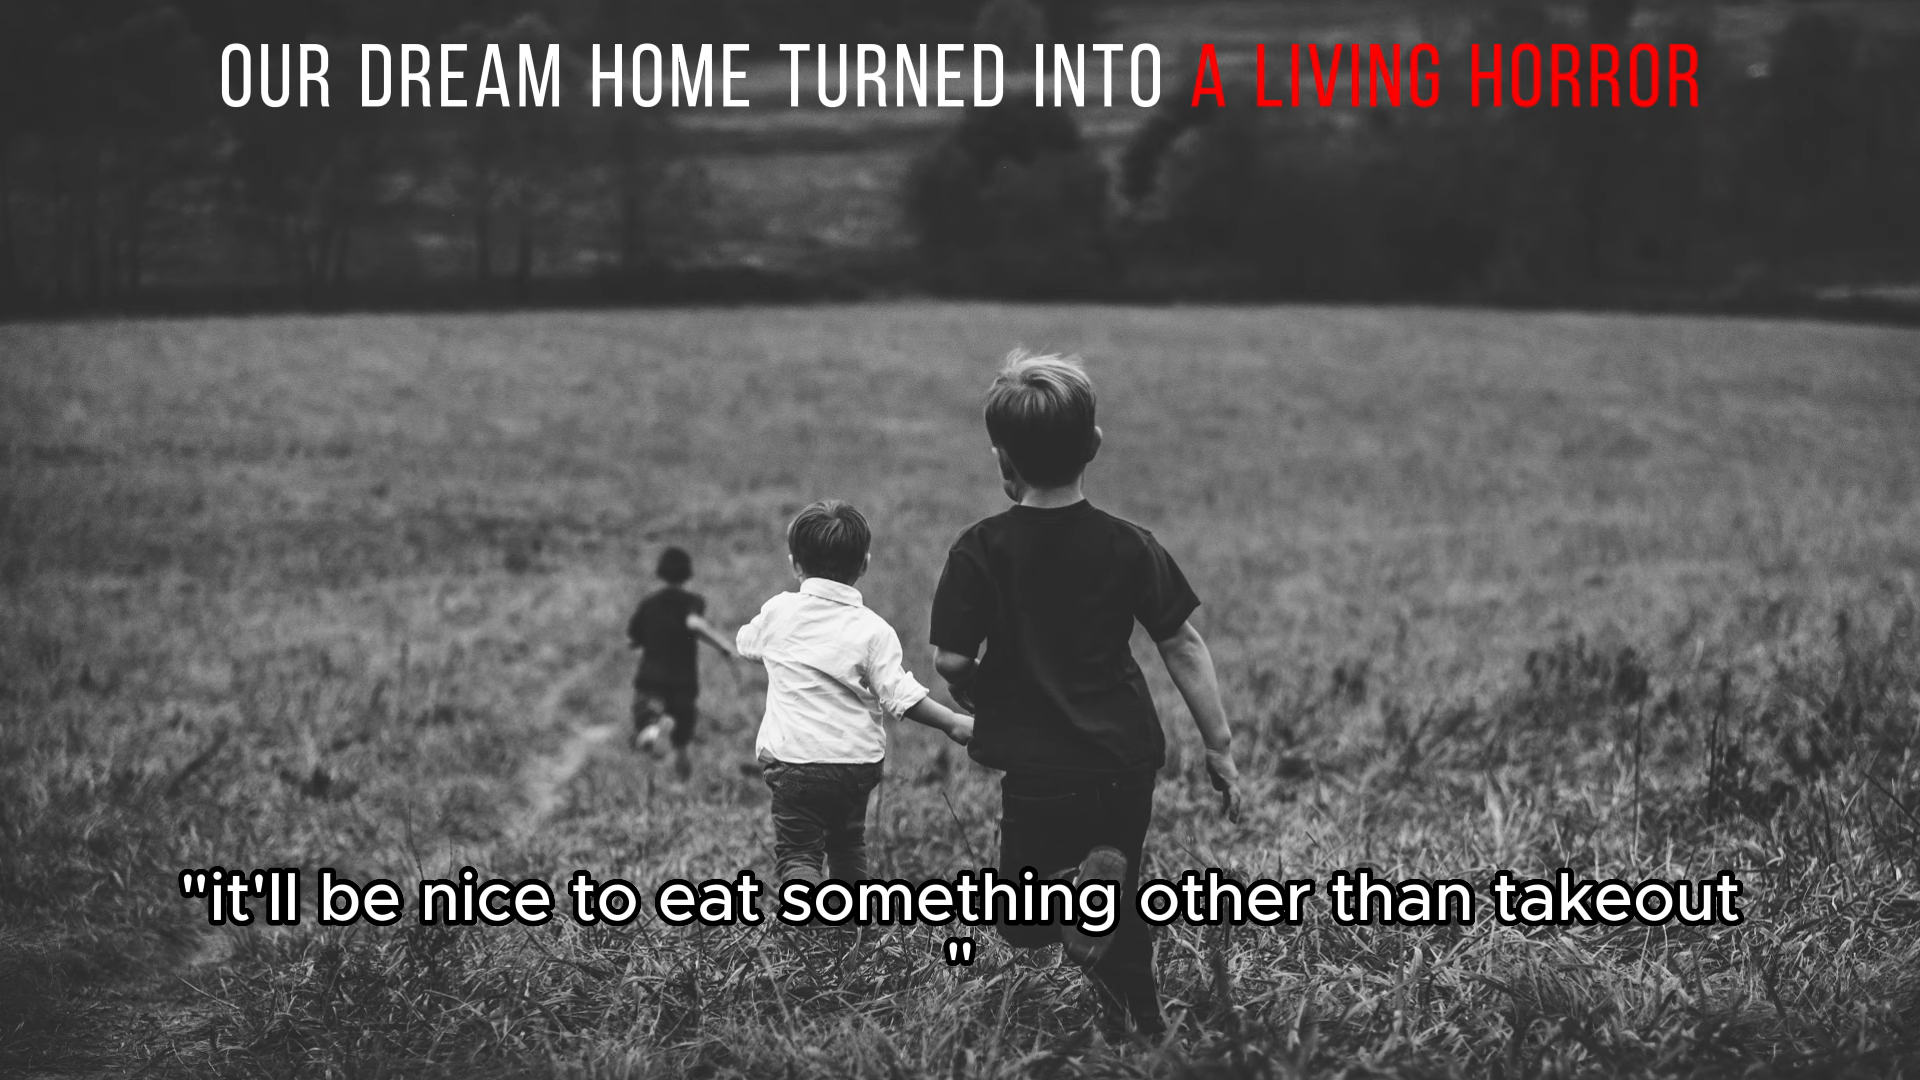 OUR DREAM HOME TURNED INTO A LIVING HORROR
"it'll be nice to eat something other than takeout
"